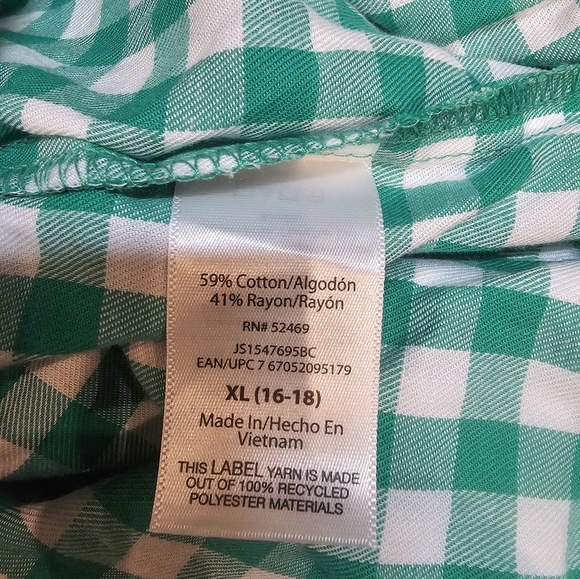 59% Cotton/Algodón
41% Rayon/Rayón
RN# 52469
JS1547695BC
EAN/UPC 7 67052095179
XL (16-18)
Made In/Hecho En
Vietnam
THIS LABEL YARN IS MADE
OUT OF 100% RECYCLED
POLYESTER MATERIALS